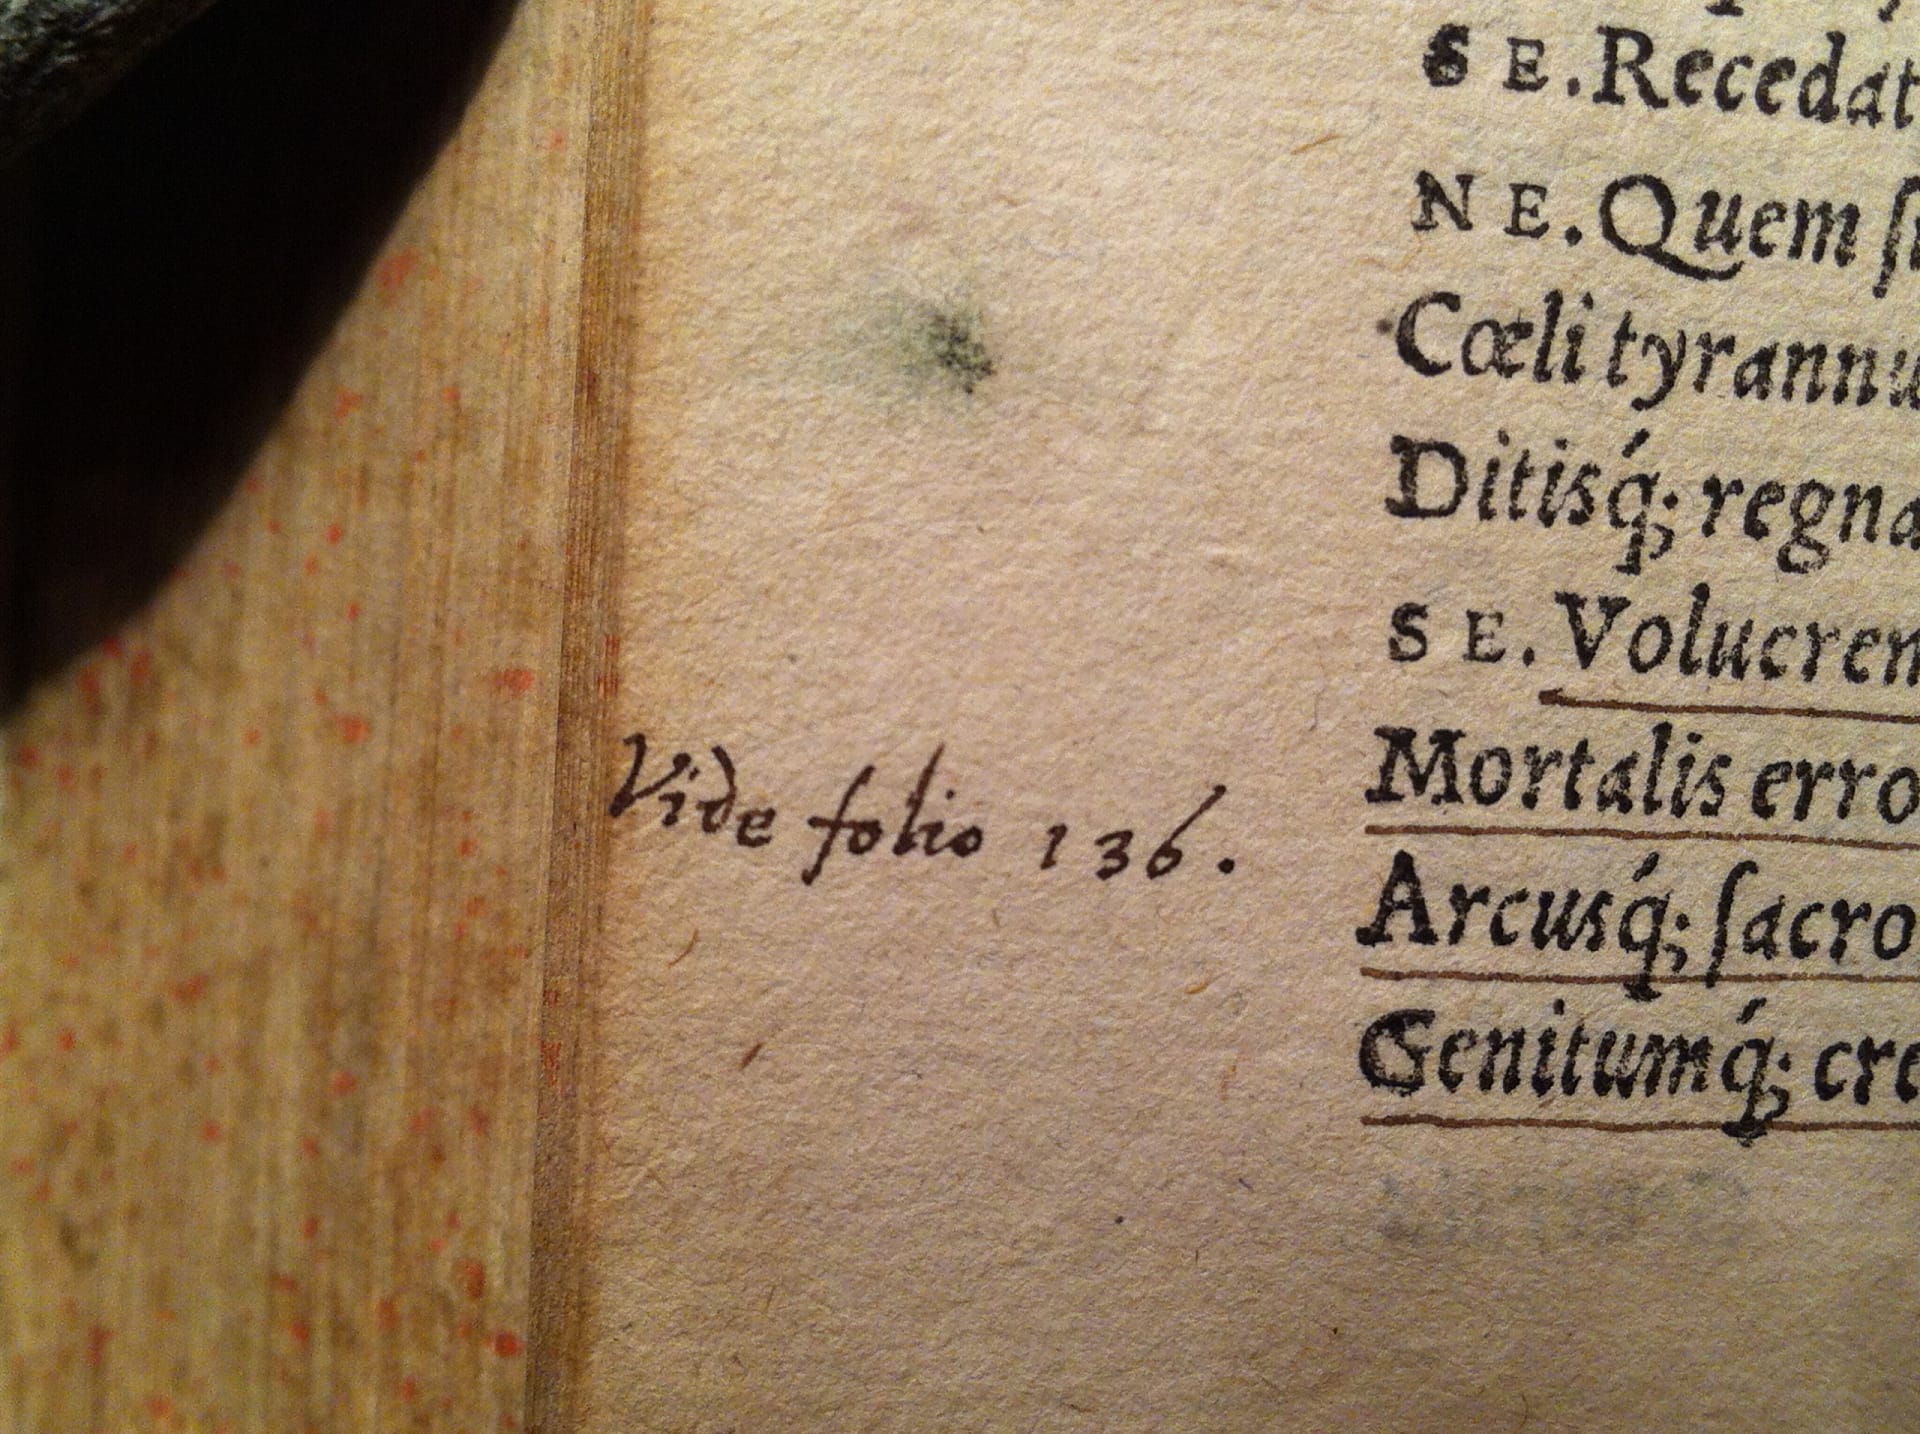 SE. Recedat
NE. Quem
Cœli tyrannu
Ditisq́; regna
SE. Volucrem
Mortalis erro
Vide folio 136.
Arcusq́; ſacro
Genitumq́; cre